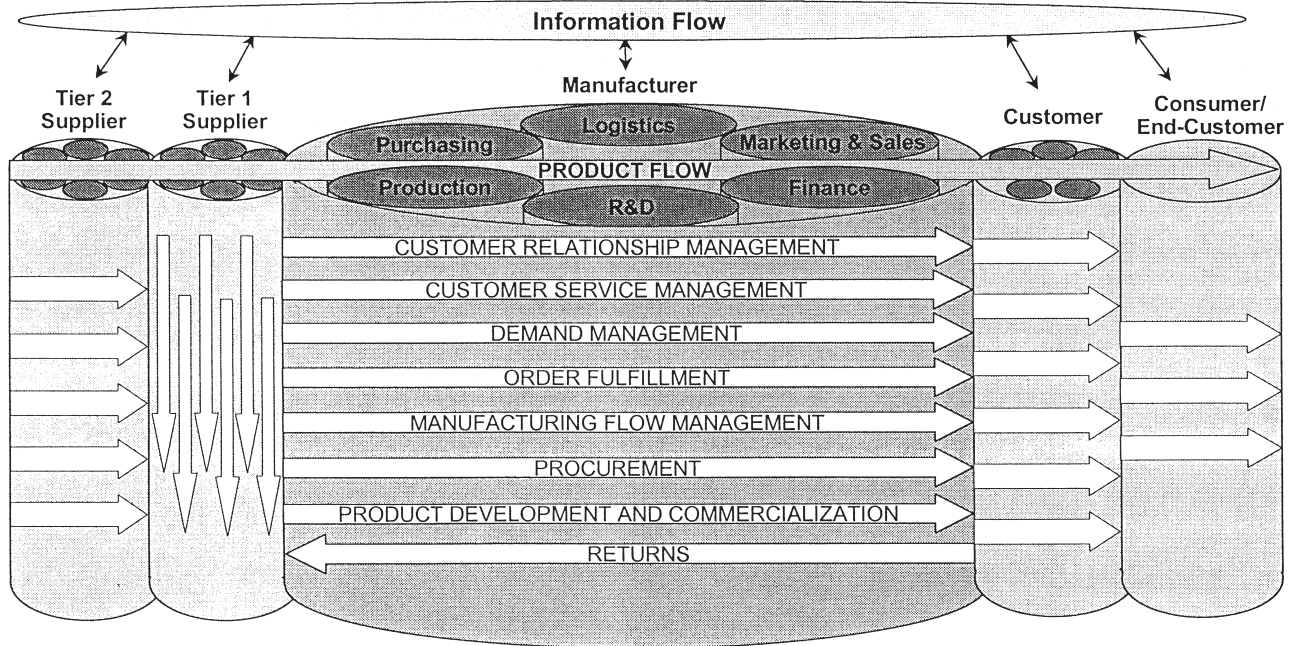 Information Flow
Manufacturer
Tier 2
Supplier
Tier 1
Supplier
Customer
Consumer/
End-Customer
Logistics
Purchasing
Marketing & Sales
PRODUCT FLOW
Production
Finance
R&D
CUSTOMER RELATIONSHIP MANAGEMENT
CUSTOMER SERVICE MANAGEMENT
DEMAND MANAGEMENT
ORDER FULFILLMENT
MANUFACTURING FLOW MANAGEMENT
PROCUREMENT
PRODUCT DEVELOPMENT AND COMMERCIALIZATION
RETURNS